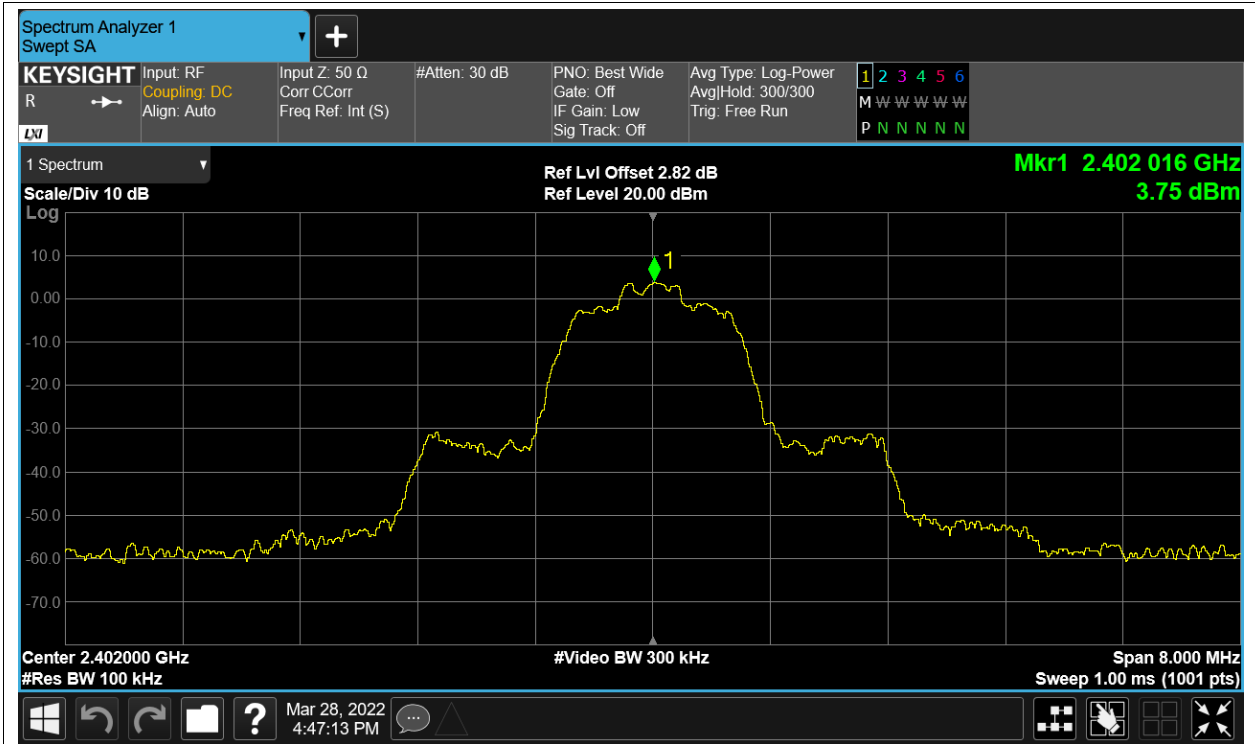 Spectrum Analyzer 1
Swept SA
KEYSIGHT
R
LXI
Input: RF
Coupling: DC
Align: Auto
Input Z: 50 Ω
Corr CCorr
Freq Ref: Int (S)
#Atten: 30 dB
PNO: Best Wide
Gate: Off
IF Gain: Low
Sig Track: Off
Avg Type: Log-Power
Avg|Hold: 300/300
Trig: Free Run
1 2 3 4 5 6
M W W W W W
P N N N N N
1 Spectrum
Scale/Div 10 dB
Log
Ref Lvl Offset 2.82 dB
Ref Level 20.00 dBm
Mkr1 2.402 016 GHz
3.75 dBm
1
10.0
0.00
-10.0
-20.0
-30.0
-40.0
-50.0
-60.0
-70.0
Center 2.402000 GHz
#Res BW 100 kHz
#Video BW 300 kHz
Span 8.000 MHz
Sweep 1.00 ms (1001 pts)
?
Mar 28, 2022
4:47:13 PM